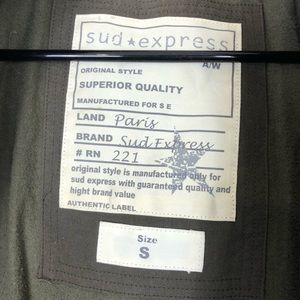 sud★express
A/W
ORIGINAL STYLE
SUPERIOR QUALITY
MANUFACTURED FOR S E
LAND Paris
BRAND Sud Express
# RN 221
original style is manufactured only for
sud express with guaranteed quality and
hight brand value
AUTHENTIC LABEL
Size
S